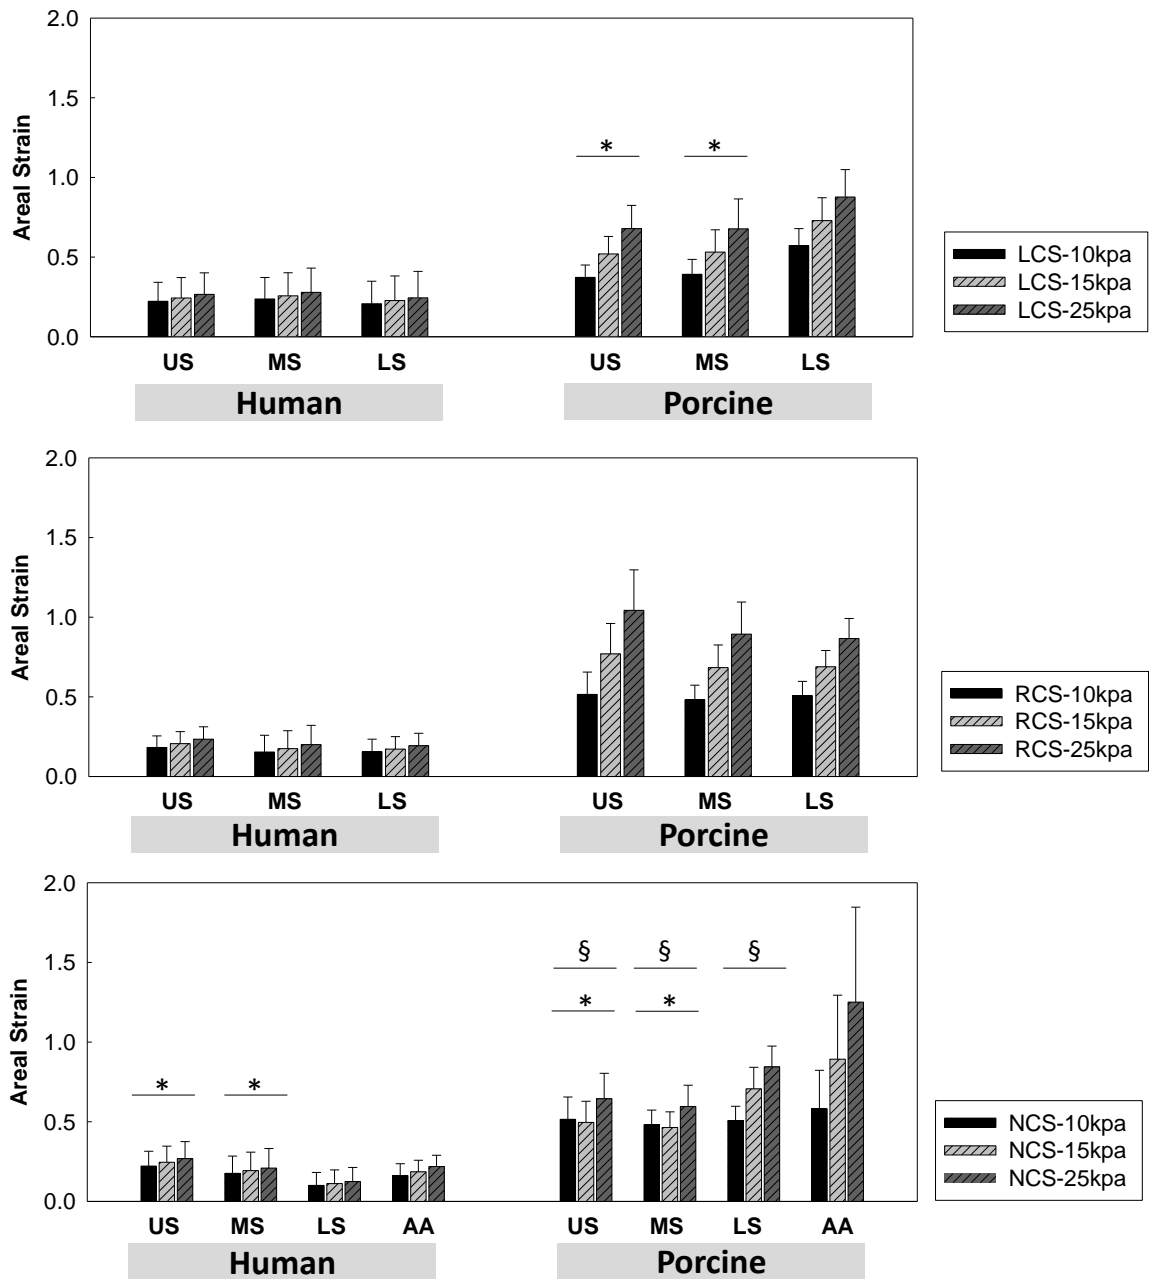 2.0
1.5
1.0
0.5
0.0
Areal Strain
* *
US MS LS US MS LS
Human Porcine
LCS-10kpa
LCS-15kpa
LCS-25kpa
2.0
1.5
1.0
0.5
0.0
Areal Strain
US MS LS US MS LS
Human Porcine
RCS-10kpa
RCS-15kpa
RCS-25kpa
2.0
1.5
1.0
0.5
0.0
Areal Strain
§ § §
* *
* *
US MS LS AA US MS LS AA
Human Porcine
NCS-10kpa
NCS-15kpa
NCS-25kpa